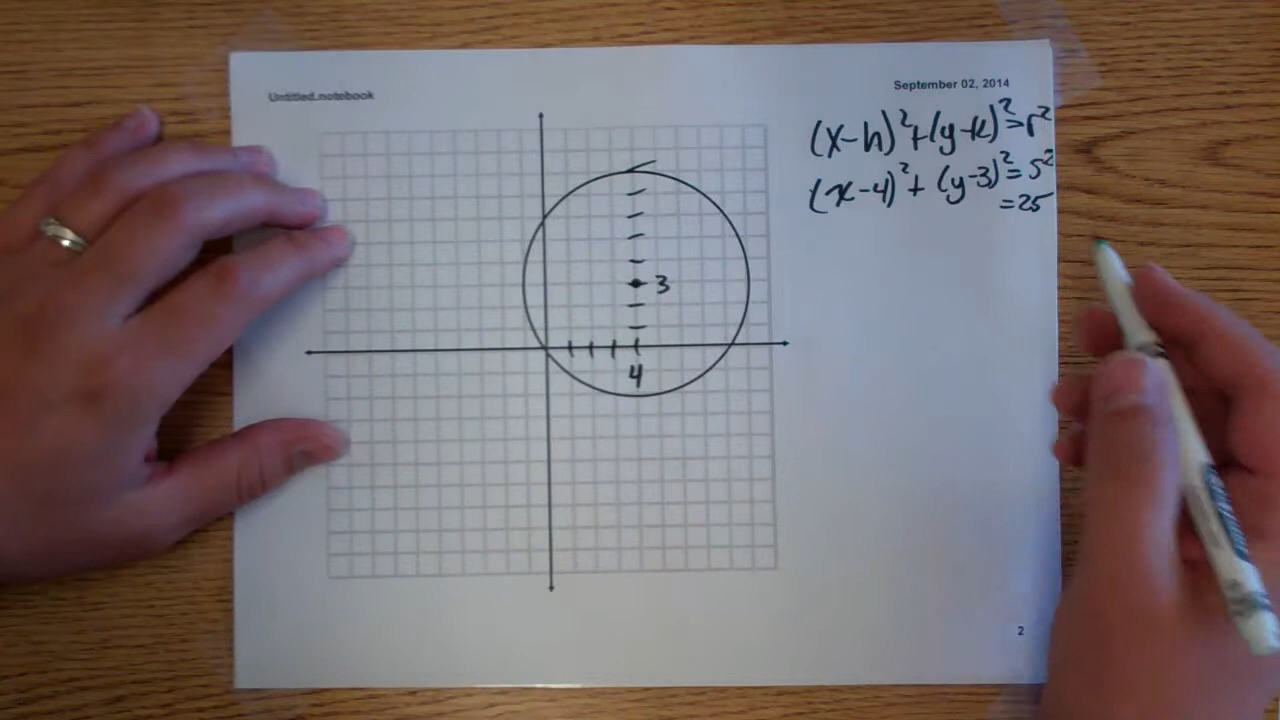 Untitled.notebook
September 02, 2014
(x-h)²+(y-k)²=r²
(x-4)²+(y-3)²=5²
=25
3
4
2